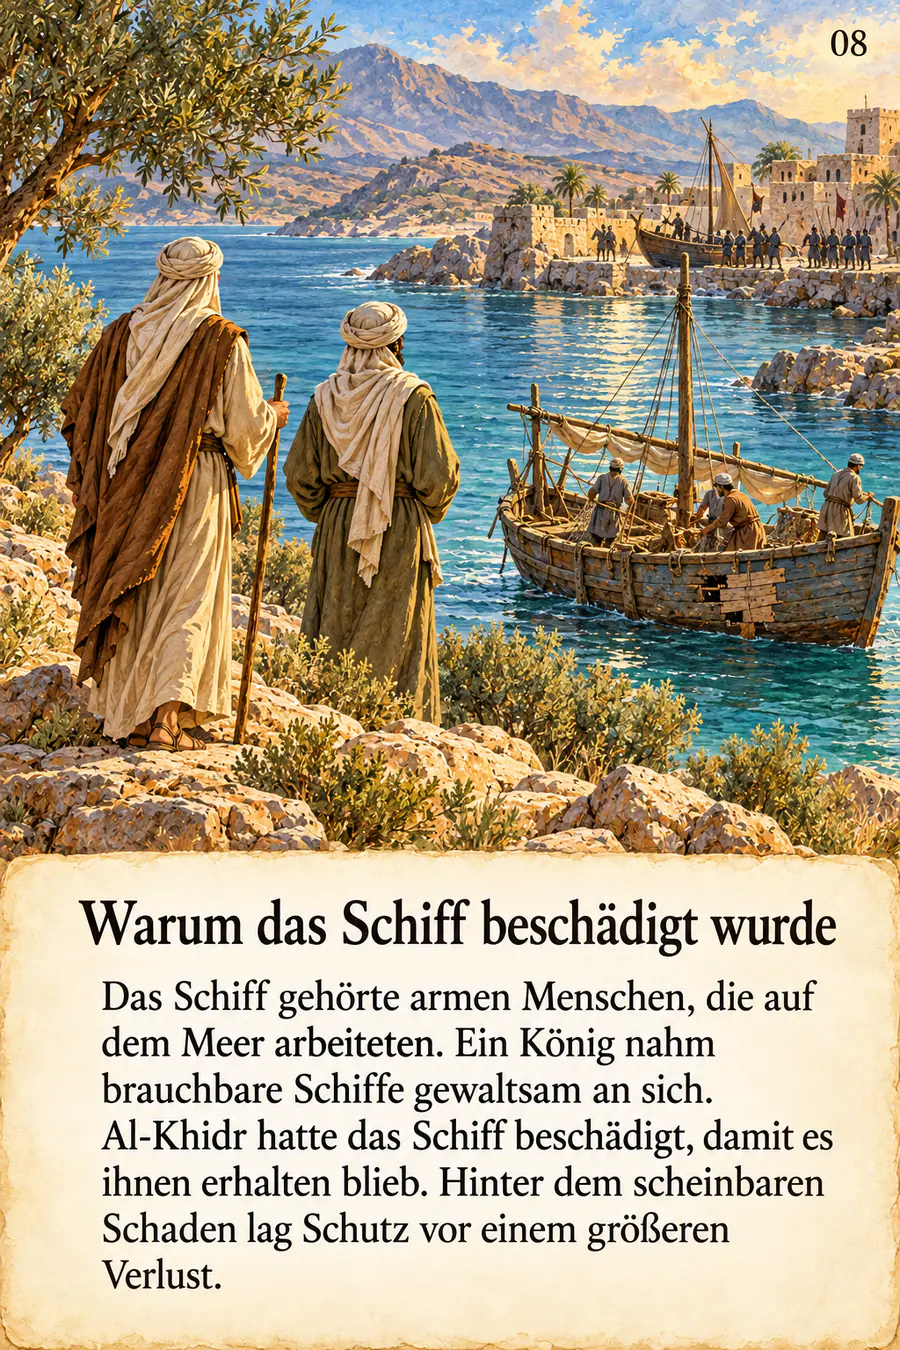 08
Warum das Schiff beschädigt wurde
Das Schiff gehörte armen Menschen, die auf
dem Meer arbeiteten. Ein König nahm
brauchbare Schiffe gewaltsam an sich.
Al-Khidr hatte das Schiff beschädigt, damit es
ihnen erhalten blieb. Hinter dem scheinbaren
Schaden lag Schutz vor einem größeren
Verlust.